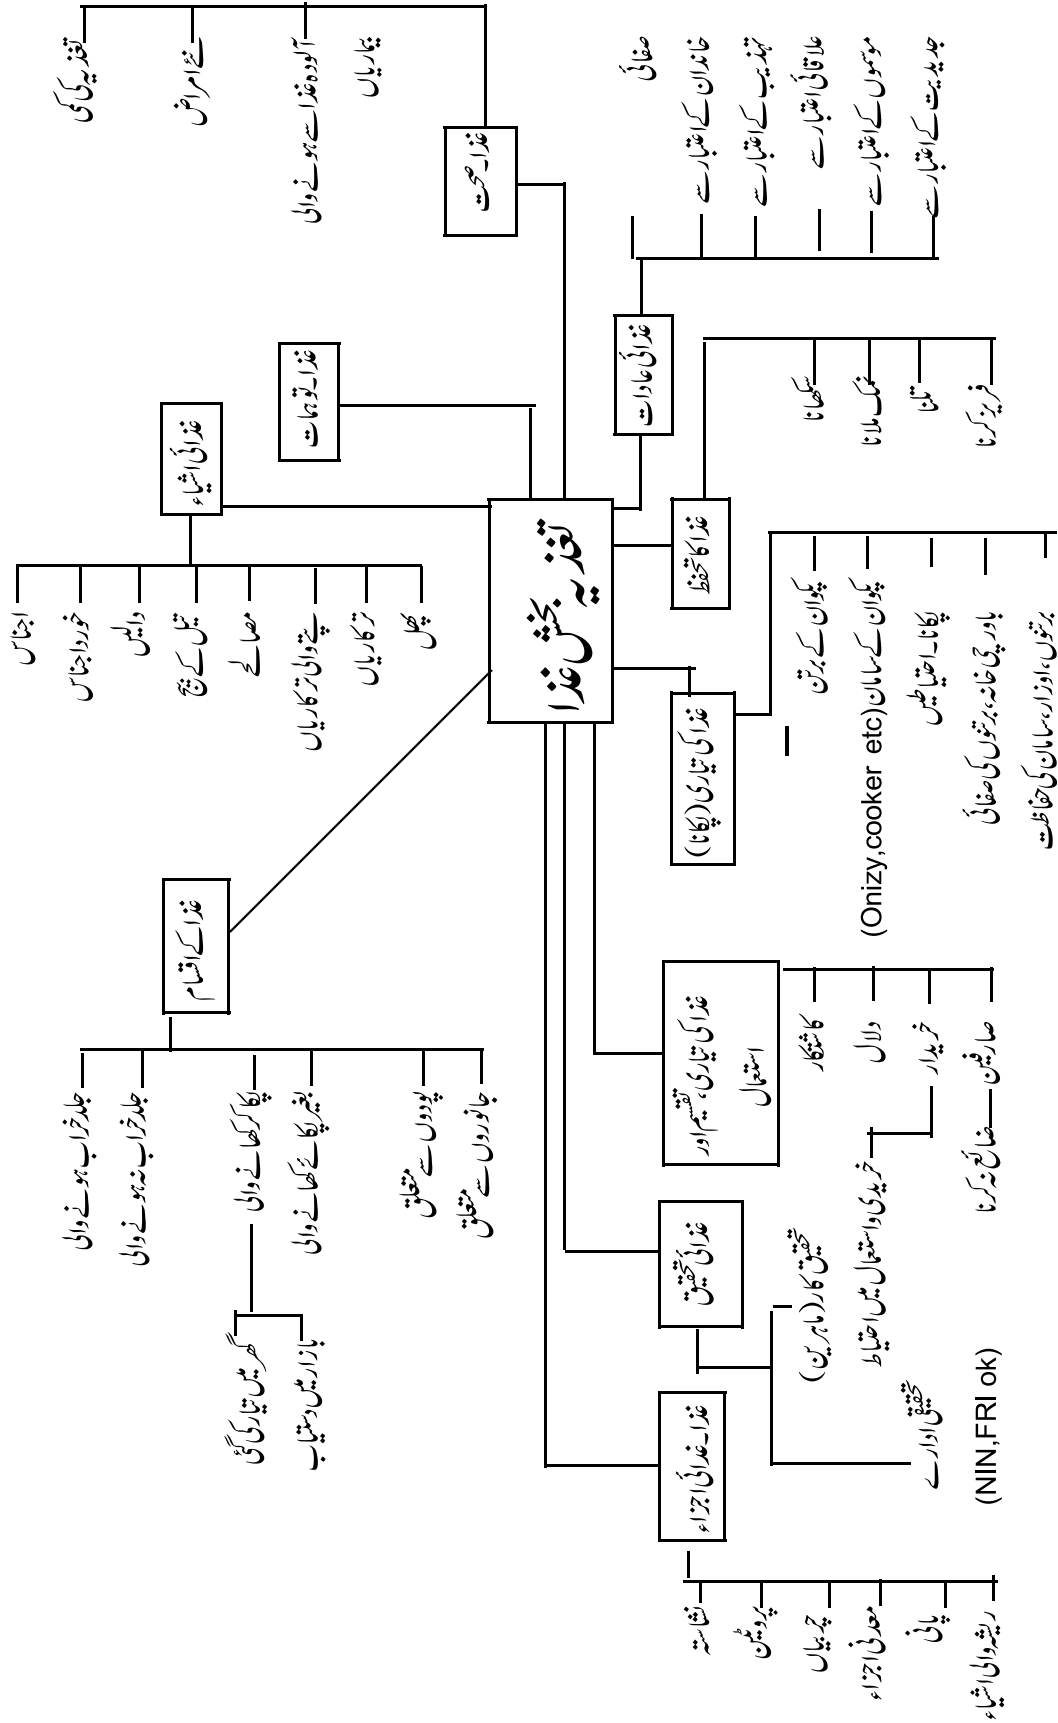 تغذیہ بخش غذا
غذا۔صحت
تغذیہ کی کمی
نئے امراض
آلودہ غذا سے ہونے والی
بیماریاں
غذا۔توہمات
غذائی اشیاء
اجناس
خورد اجناس
دالیں
تیل کے بیج
مصالحے
پتے والی ترکاریاں
ترکاریاں
پھل
غذا کے اقسام
جلد خراب ہونے والی
جلد خراب نہ ہونے والی
پکا کر کھانے والی
گھر میں تیار کی گئی
بازار میں دستیاب
بغیر پکائے کھانے والی
پودوں سے متعلق
جانوروں سے متعلق
غذائی عادات
صفائی
خاندان کے اعتبار سے
تہذیب کے اعتبار سے
علاقائی اعتبار سے
موسموں کے اعتبار سے
جدیدیت کے اعتبار سے
غذا کا تحفظ
سکھانا
نمک ملانا
تلنا
فریز کرنا
غذا کی تیاری (پکانا)
پکوان کے برتن
پکوان کے سامان (Onizy,cooker etc)
پکانا۔احتیاطیں
باورچی خانہ، برتنوں کی صفائی
برتنوں، اوزار، سامان کی حفاظت
غذا کی تیاری، تقسیم اور
استعمال
کاشتکار
دلال
خریدار
خریدی و استعمال میں احتیاط
صارفین
ضائع نہ کرنا
غذائی تحقیق
تحقیق کار (ماہرین)
تحقیقی ادارے
(NIN,FRI ok)
غذا۔غذائی اجزاء
نشاستہ
پروٹین
چربیاں
معدنی اجزاء
پانی
ریشہ والی اشیاء